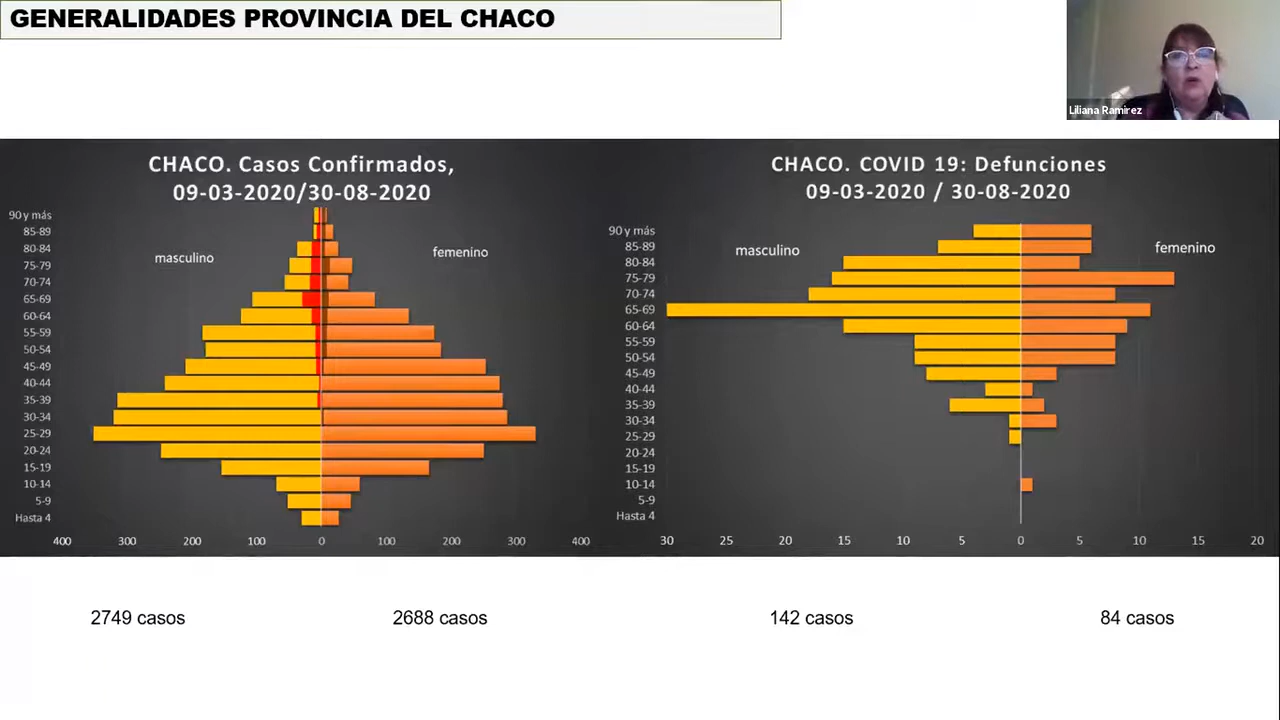 GENERALIDADES PROVINCIA DEL CHACO
Liliana Ramirez
CHACO. Casos Confirmados,
09-03-2020/30-08-2020
masculino
femenino
90 y más
85-89
80-84
75-79
70-74
65-69
60-64
55-59
50-54
45-49
40-44
35-39
30-34
25-29
20-24
15-19
10-14
5-9
Hasta 4
400 300 200 100 0 100 200 300 400
CHACO. COVID 19: Defunciones
09-03-2020 / 30-08-2020
masculino
femenino
90 y más
85-89
80-84
75-79
70-74
65-69
60-64
55-59
50-54
45-49
40-44
35-39
30-34
25-29
20-24
15-19
10-14
5-9
Hasta 4
30 25 20 15 10 5 0 5 10 15 20
2749 casos
2688 casos
142 casos
84 casos